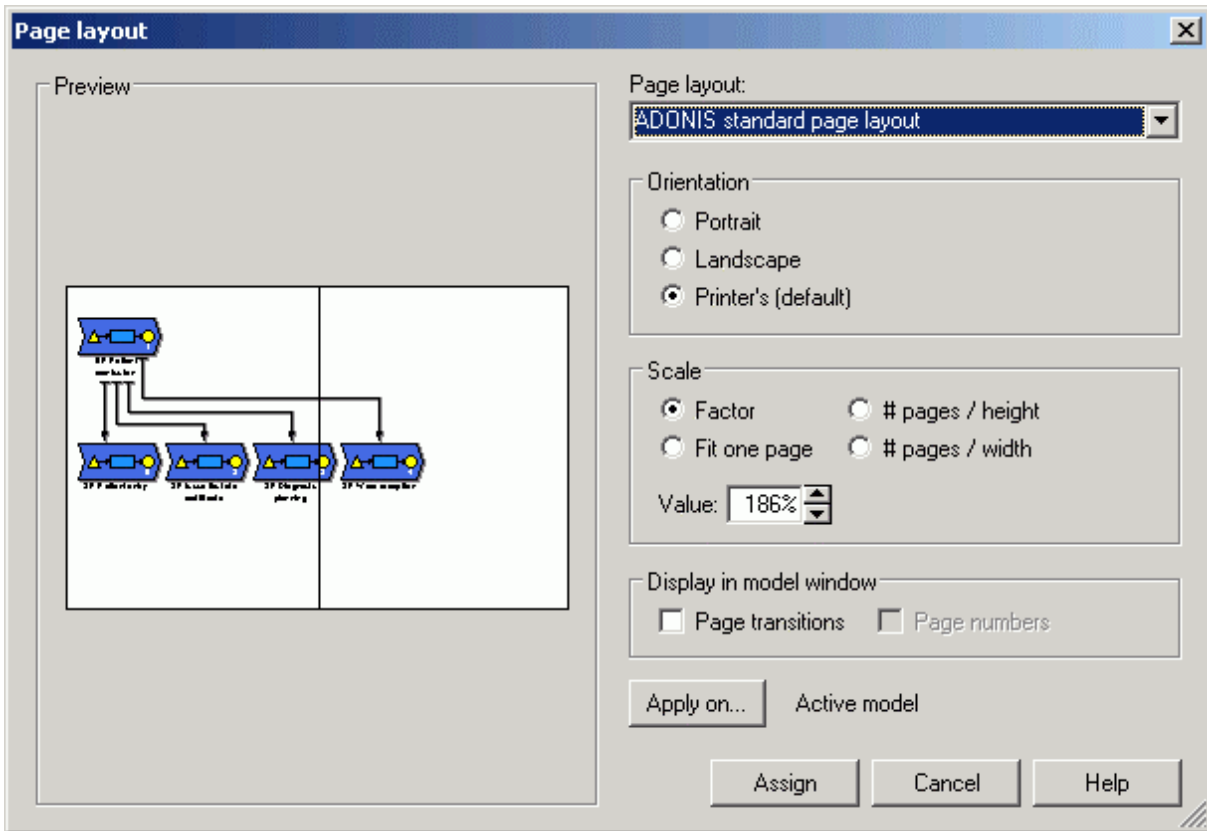 Page layout
Preview
Page layout:
ADONIS standard page layout
Orientation
Portrait
Landscape
Printer's (default)
Scale
Factor
# pages / height
Fit one page
# pages / width
Value: 186%
Display in model window
Page transitions
Page numbers
Apply on...
Active model
Assign
Cancel
Help